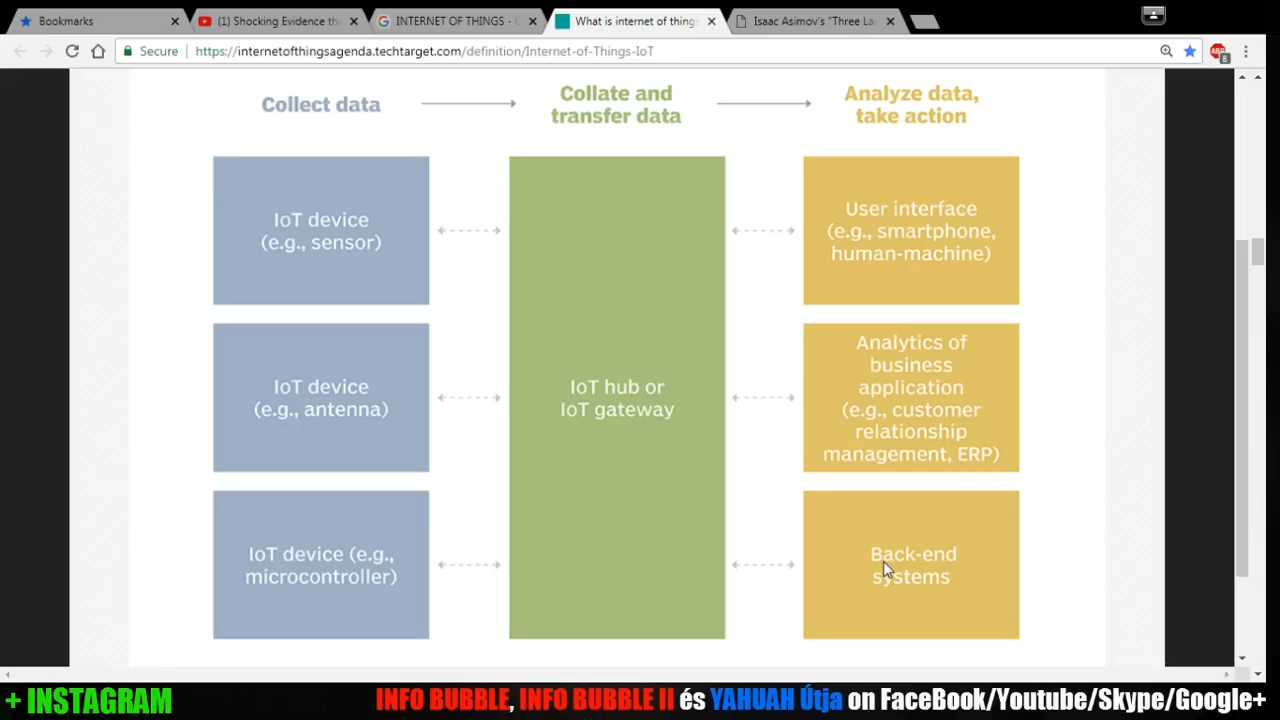 Bookmarks
(1) Shocking Evidence tha
INTERNET OF THINGS -
What is internet of thing
Isaac Asimov's "Three La
Secure
https://internetofthingsagenda.techtarget.com/definition/Internet-of-Things-IoT
ABP
8
Collect data
Collate and
transfer data
Analyze data,
take action
IoT device
(e.g., sensor)
User interface
(e.g., smartphone,
human-machine)
IoT device
(e.g., antenna)
IoT hub or
IoT gateway
Analytics of
business
application
(e.g., customer
relationship
management, ERP)
IoT device (e.g.,
microcontroller)
Back-end
systems
+ INSTAGRAM
INFO BUBBLE, INFO BUBBLE II és YAHUAH Útja on FaceBook/Youtube/Skype/Google+